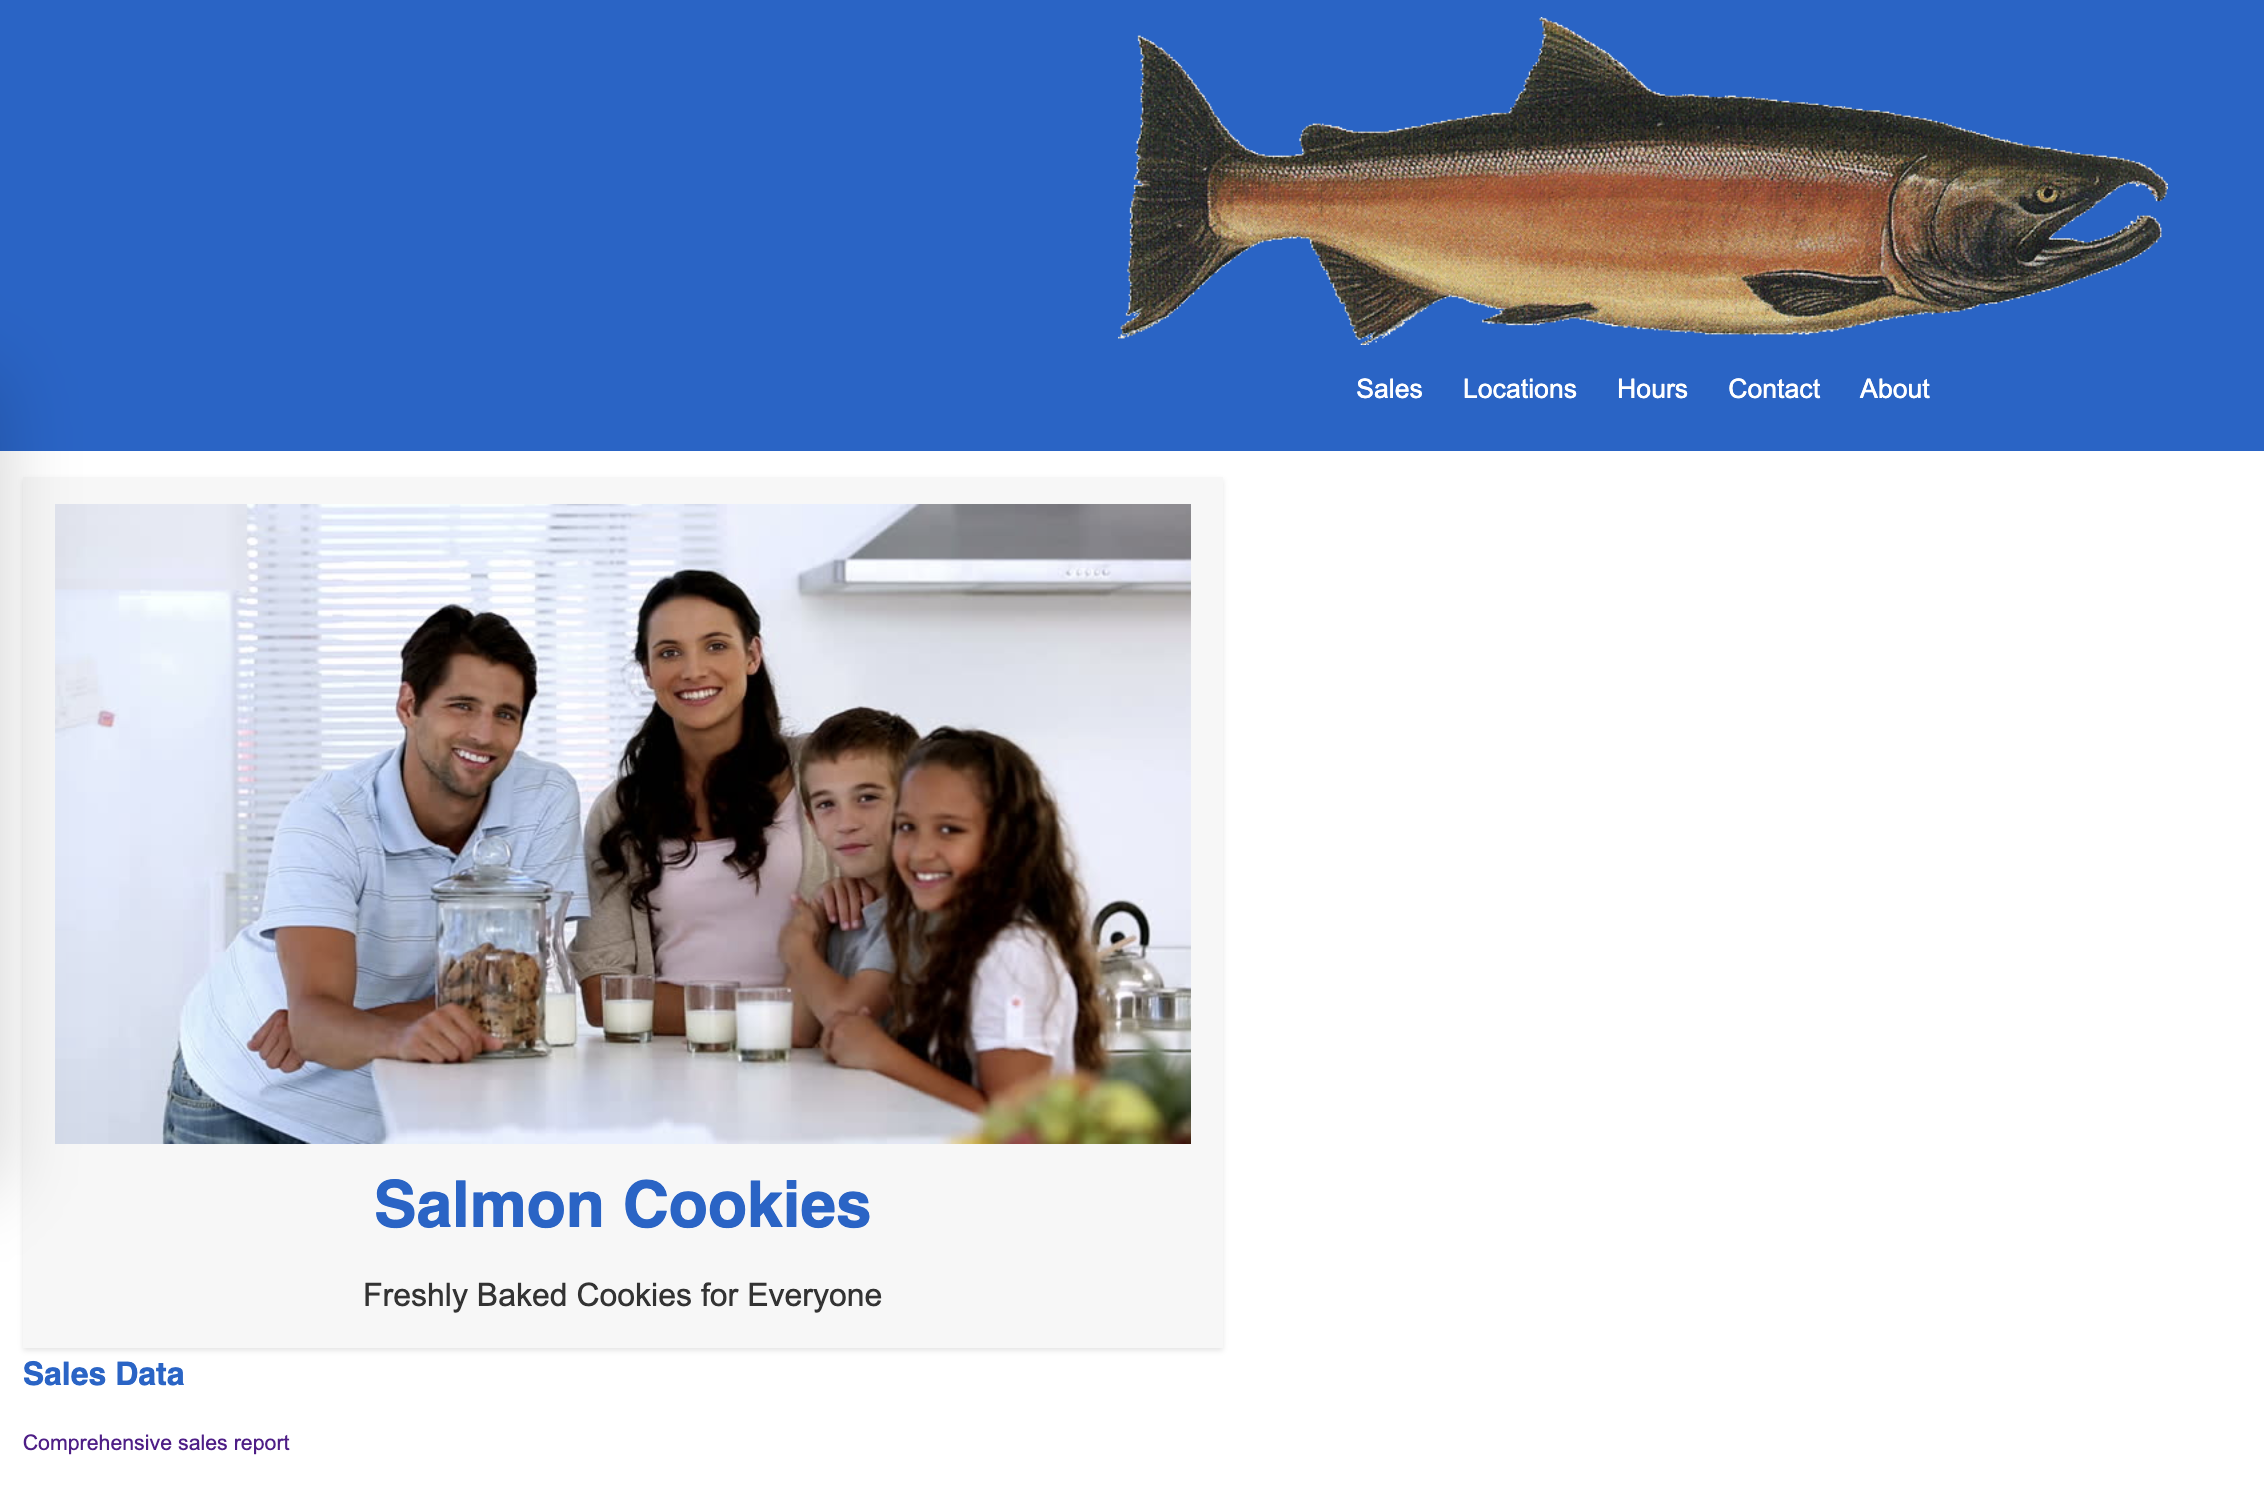 Sales Locations Hours Contact About
Salmon Cookies
Freshly Baked Cookies for Everyone
Sales Data
Comprehensive sales report